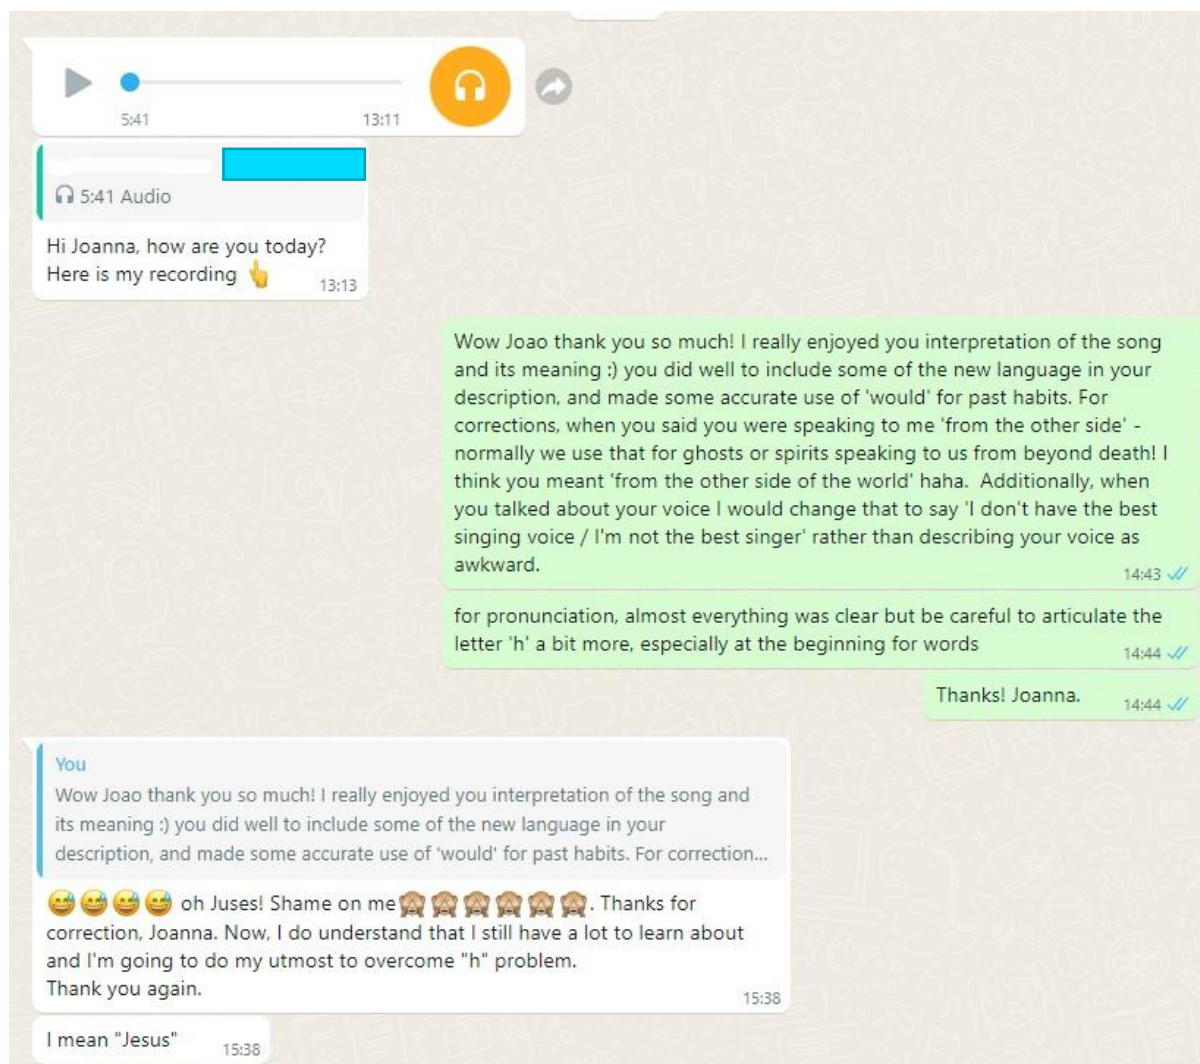 5:41 13:11
5:41 Audio
Hi Joanna, how are you today?
Here is my recording 👆 13:13
Wow Joao thank you so much! I really enjoyed you interpretation of the song
and its meaning :) you did well to include some of the new language in your
description, and made some accurate use of 'would' for past habits. For
corrections, when you said you were speaking to me 'from the other side' -
normally we use that for ghosts or spirits speaking to us from beyond death! I
think you meant 'from the other side of the world' haha.  Additionally, when
you talked about your voice I would change that to say 'I don't have the best
singing voice / I'm not the best singer' rather than describing your voice as
awkward. 14:43
for pronunciation, almost everything was clear but be careful to articulate the
letter 'h' a bit more, especially at the beginning for words 14:44
Thanks! Joanna. 14:44
You
Wow Joao thank you so much! I really enjoyed you interpretation of the song and
its meaning :) you did well to include some of the new language in your
description, and made some accurate use of 'would' for past habits. For correction...
😅😅😅😅 oh Juses! Shame on me🙈🙈🙈🙈🙈🙈. Thanks for
correction, Joanna. Now, I do understand that I still have a lot to learn about
and I'm going to do my utmost to overcome "h" problem.
Thank you again. 15:38
I mean "Jesus" 15:38